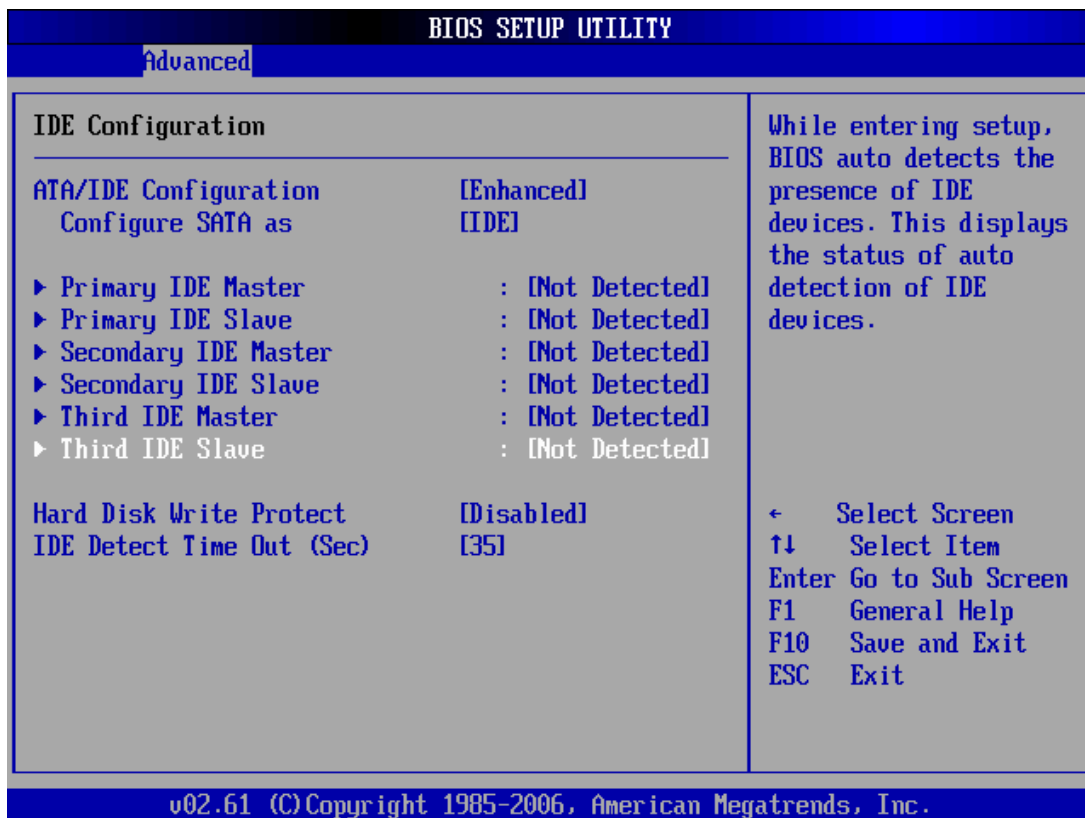 BIOS SETUP UTILITY
Advanced
IDE Configuration
ATA/IDE Configuration [Enhanced]
Configure SATA as [IDE]
Primary IDE Master : [Not Detected]
Primary IDE Slave : [Not Detected]
Secondary IDE Master : [Not Detected]
Secondary IDE Slave : [Not Detected]
Third IDE Master : [Not Detected]
Third IDE Slave : [Not Detected]
Hard Disk Write Protect [Disabled]
IDE Detect Time Out (Sec) [35]
While entering setup,
BIOS auto detects the
presence of IDE
devices. This displays
the status of auto
detection of IDE
devices.
← Select Screen
↑↓ Select Item
Enter Go to Sub Screen
F1 General Help
F10 Save and Exit
ESC Exit
v02.61 (C)Copyright 1985-2006, American Megatrends, Inc.